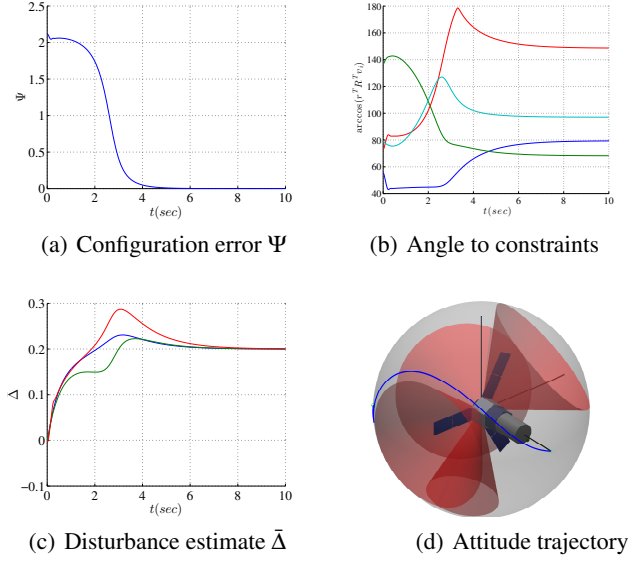 2.5
2
1.5
1
0.5
0
Ψ
0 2 4 6 8 10
t(sec)
(a) Configuration error Ψ
180
160
140
120
100
80
60
40
arccos(r^T R^T v_i)
0 2 4 6 8 10
t(sec)
(b) Angle to constraints
0.3
0.2
0.1
0
−0.1
Δ
0 2 4 6 8 10
t(sec)
(c) Disturbance estimate Δ̄
(d) Attitude trajectory